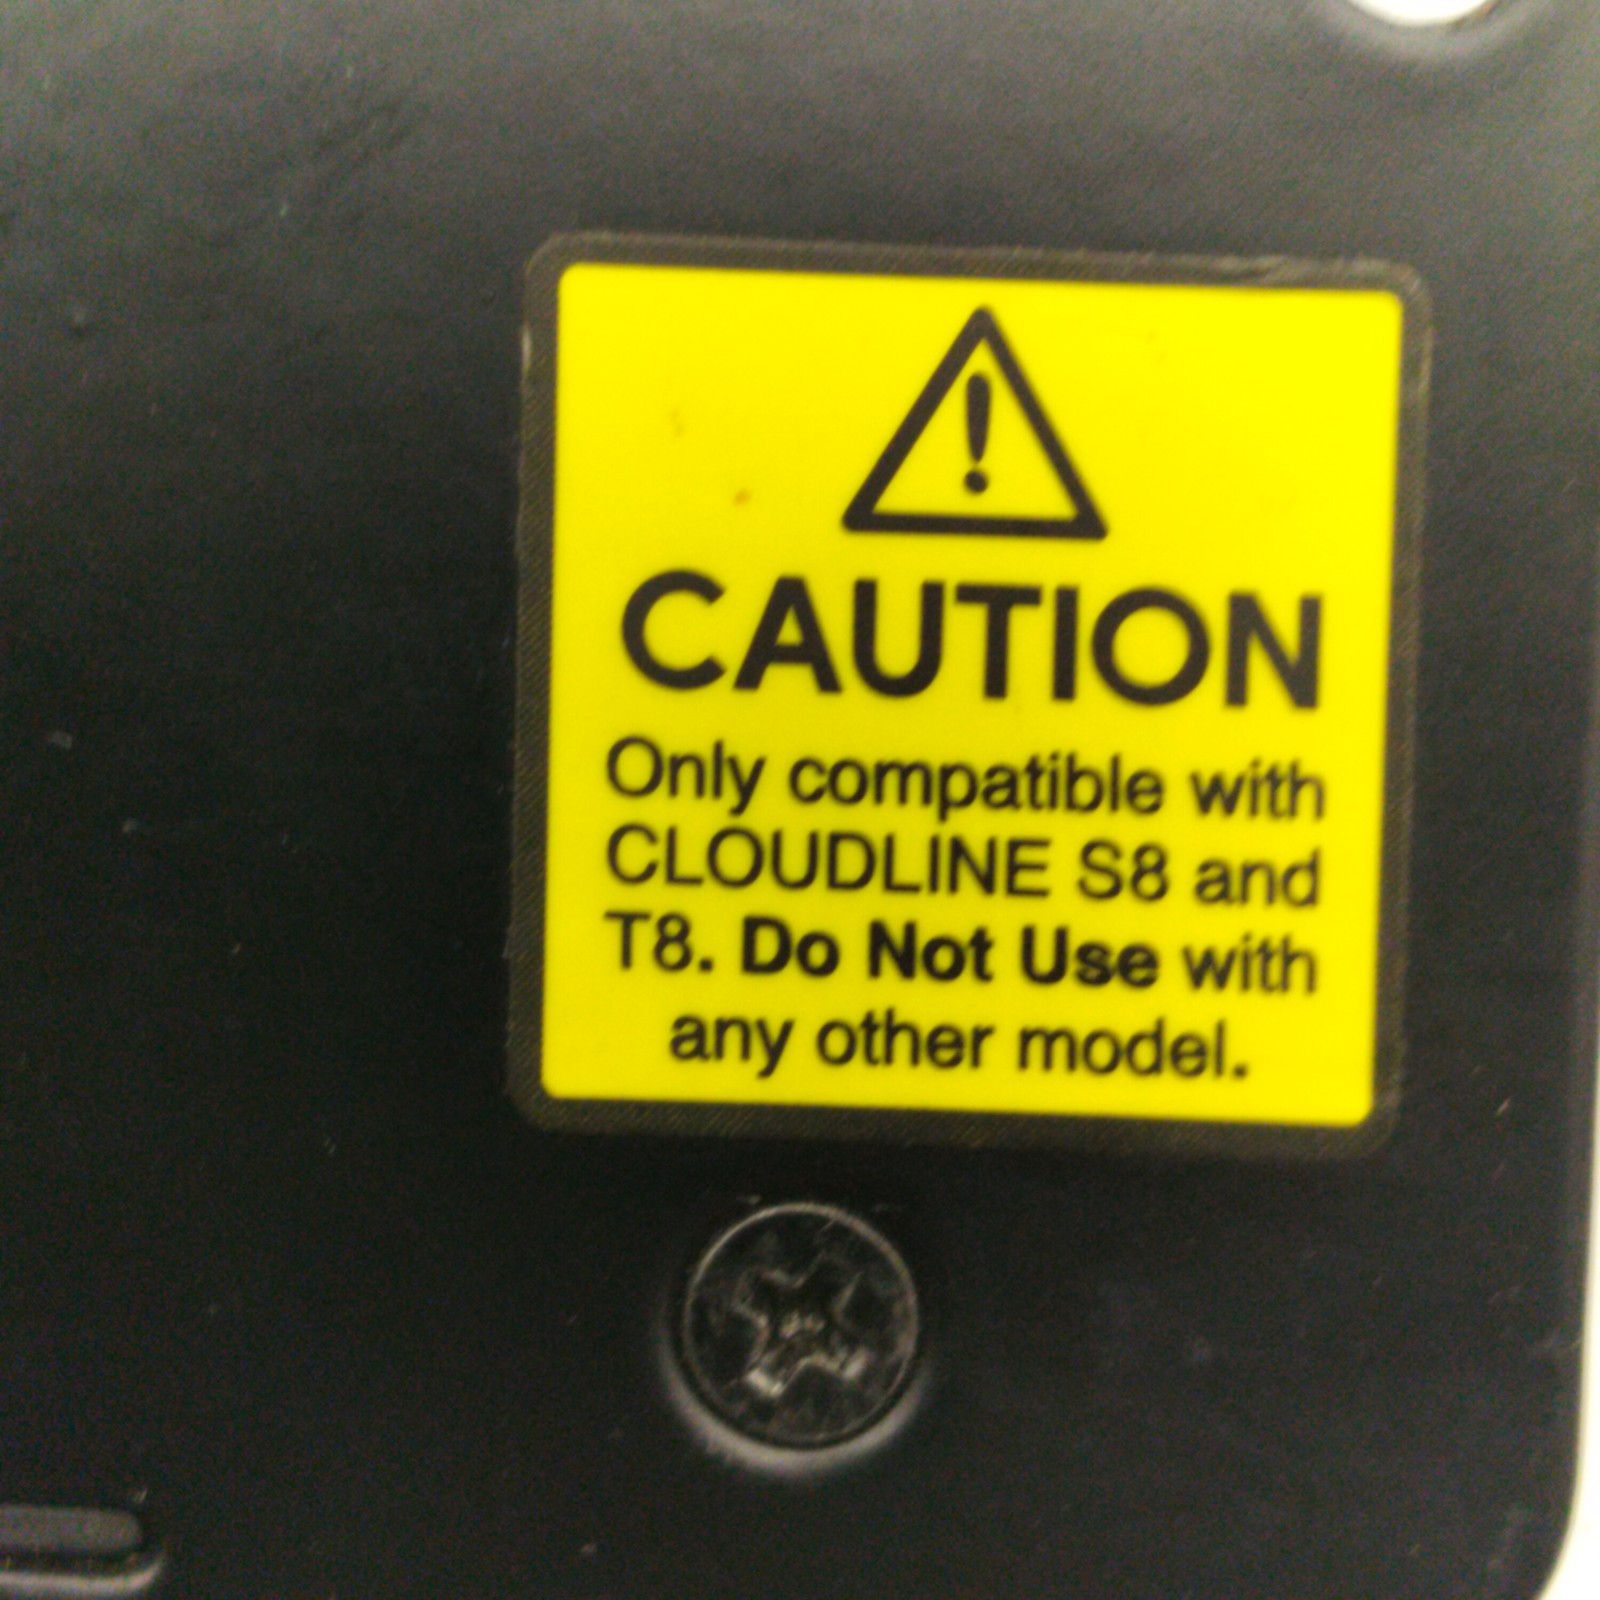 CAUTION
Only compatible with
CLOUDLINE S8 and
T8. Do Not Use with
any other model.